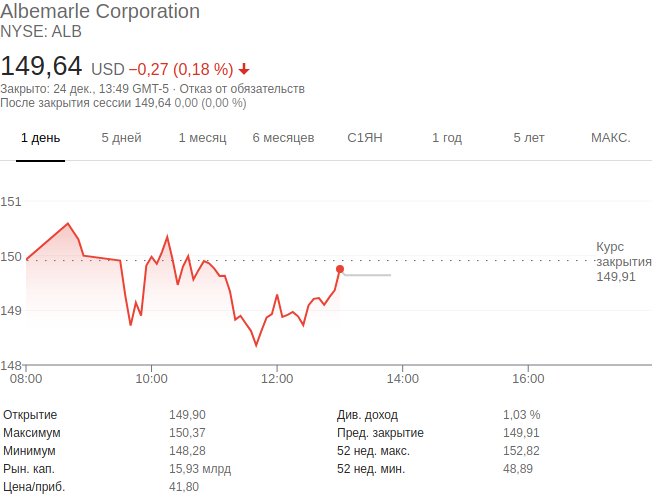 Albemarle Corporation
NYSE: ALB
149,64 USD −0,27 (0,18 %)
Закрыто: 24 дек., 13:49 GMT-5 · Отказ от обязательств
После закрытия сессии 149,64 0,00 (0,00 %)
1 день 5 дней 1 месяц 6 месяцев С1ЯН 1 год 5 лет МАКС.
151
150
149
148
Курс
закрытия
149,91
08:00 10:00 12:00 14:00 16:00
Открытие 149,90 Див. доход 1,03 %
Максимум 150,37 Пред. закрытие 149,91
Минимум 148,28 52 нед. макс. 152,82
Рын. кап. 15,93 млрд 52 нед. мин. 48,89
Цена/приб. 41,80